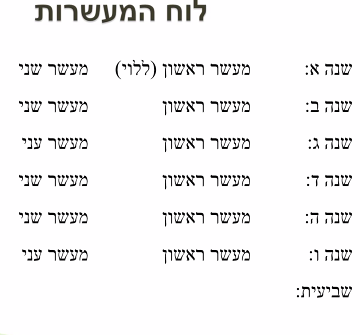 לוח המעשרות
שנה א: מעשר ראשון (ללוי) מעשר שני
שנה ב: מעשר ראשון מעשר שני
שנה ג: מעשר ראשון מעשר עני
שנה ד: מעשר ראשון מעשר שני
שנה ה: מעשר ראשון מעשר שני
שנה ו: מעשר ראשון מעשר עני
שביעית: